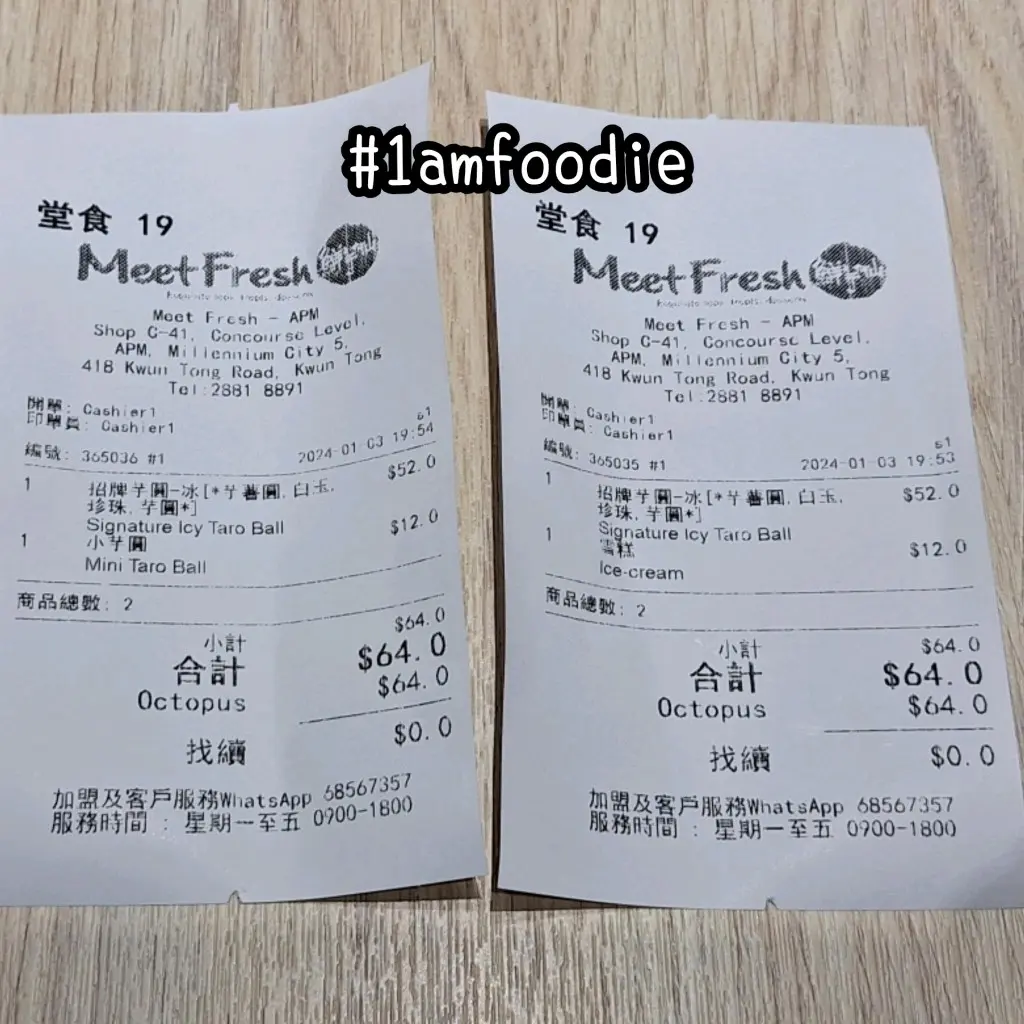 #1amfoodie
堂食 19
Meet Fresh
Meet Fresh - APM
Shop C-41, Concourse Level,
APM, Millennium City 5,
418 Kwun Tong Road, Kwun Tong
Tel:2881 8891
開單: Cashier1
印單員: Cashier1
s1
編號: 365036 #1 2024-01-03 19:54
1 招牌芋圓-冰[*芋薯圓,白玉, $52.0
珍珠,芋圓*]
Signature Icy Taro Ball
1 小芋圓 $12.0
Mini Taro Ball
商品總數: 2
小計 $64.0
合計 $64.0
Octopus $64.0
找續 $0.0
加盟及客戶服務WhatsApp 68567357
服務時間 : 星期一至五 0900-1800
堂食 19
Meet Fresh
Meet Fresh - APM
Shop C-41, Concourse Level,
APM, Millennium City 5,
418 Kwun Tong Road, Kwun Tong
Tel:2881 8891
開單: Cashier1
印單員: Cashier1
s1
編號: 365035 #1 2024-01-03 19:53
1 招牌芋圓-冰[*芋薯圓,白玉, $52.0
珍珠,芋圓*]
Signature Icy Taro Ball
1 雪糕 $12.0
Ice-cream
商品總數: 2
小計 $64.0
合計 $64.0
Octopus $64.0
找續 $0.0
加盟及客戶服務WhatsApp 68567357
服務時間 : 星期一至五 0900-1800